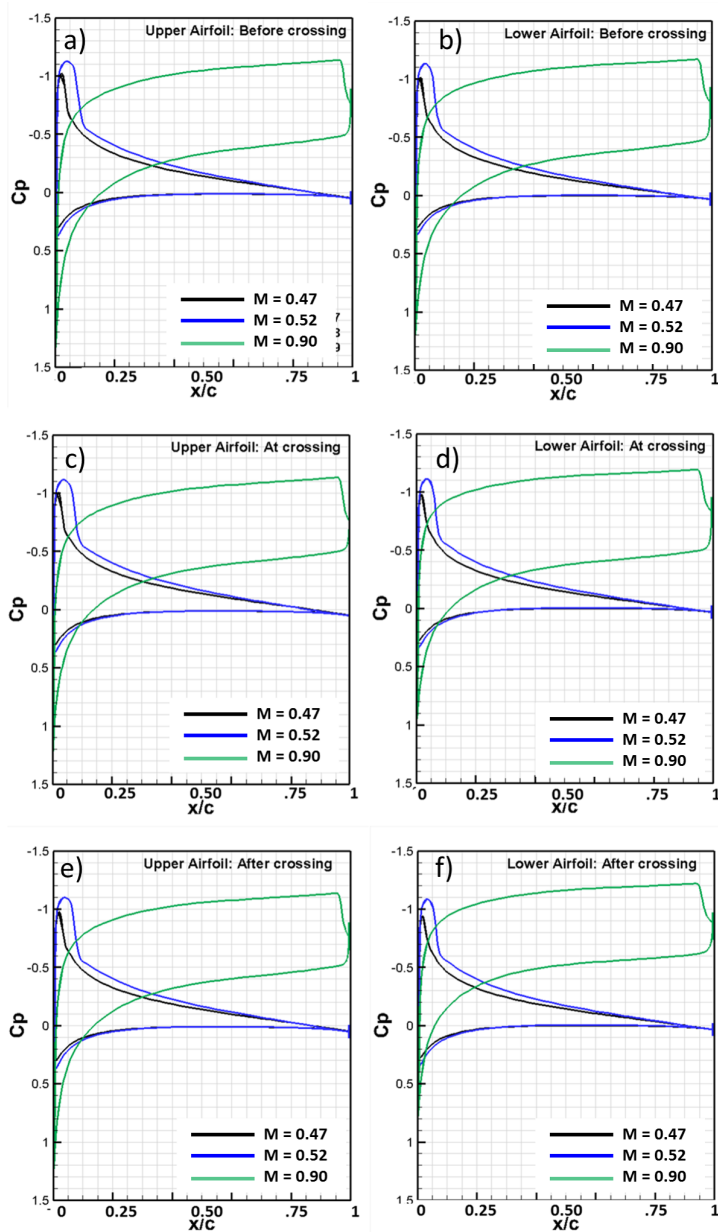 a) Upper Airfoil: Before crossing
-1.5
-1
-0.5
0
0.5
1
1.5
Cp
M = 0.47
M = 0.52
M = 0.90
7
3
9
0 0.25 0.50 .75 1
x/c
b) Lower Airfoil: Before crossing
-1.5
-1
-0.5
0
0.5
1
1.5
Cp
M = 0.47
M = 0.52
M = 0.90
0 0.25 0.50 .75 1
x/c
c) Upper Airfoil: At crossing
-1.5
-1
-0.5
0
0.5
1
1.5
Cp
M = 0.47
M = 0.52
M = 0.90
0 0.25 0.50 .75 1
x/c
d) Lower Airfoil: At crossing
-1.5
-1
-0.5
0
0.5
1
1.5
Cp
M = 0.47
M = 0.52
M = 0.90
0 0.25 0.50 .75 1
x/c
e) Upper Airfoil: After crossing
-1.5
-1
-0.5
0
0.5
1
1.5
Cp
M = 0.47
M = 0.52
M = 0.90
0 0.25 0.50 .75 1
x/c
f) Lower Airfoil: After crossing
-1.5
-1
-0.5
0
0.5
1
1.5
Cp
M = 0.47
M = 0.52
M = 0.90
0 0.25 0.50 .75 1
x/c